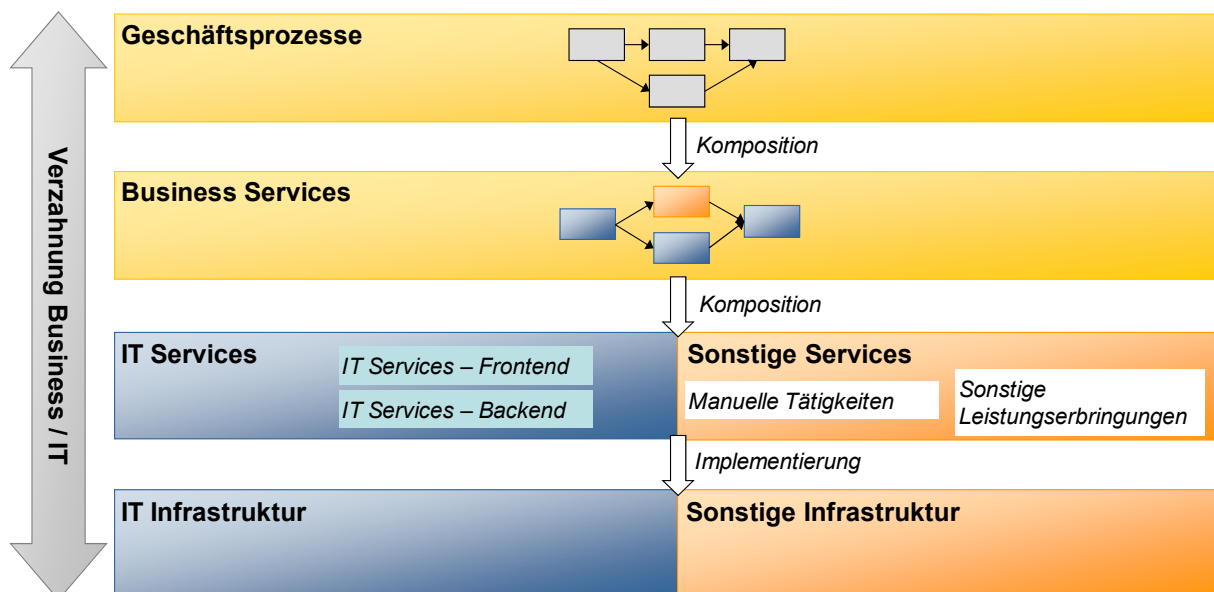 Verzahnung Business / IT
Geschäftsprozesse
Komposition
Business Services
Komposition
IT Services
IT Services – Frontend
IT Services – Backend
Sonstige Services
Manuelle Tätigkeiten
Sonstige
Leistungserbringungen
Implementierung
IT Infrastruktur
Sonstige Infrastruktur